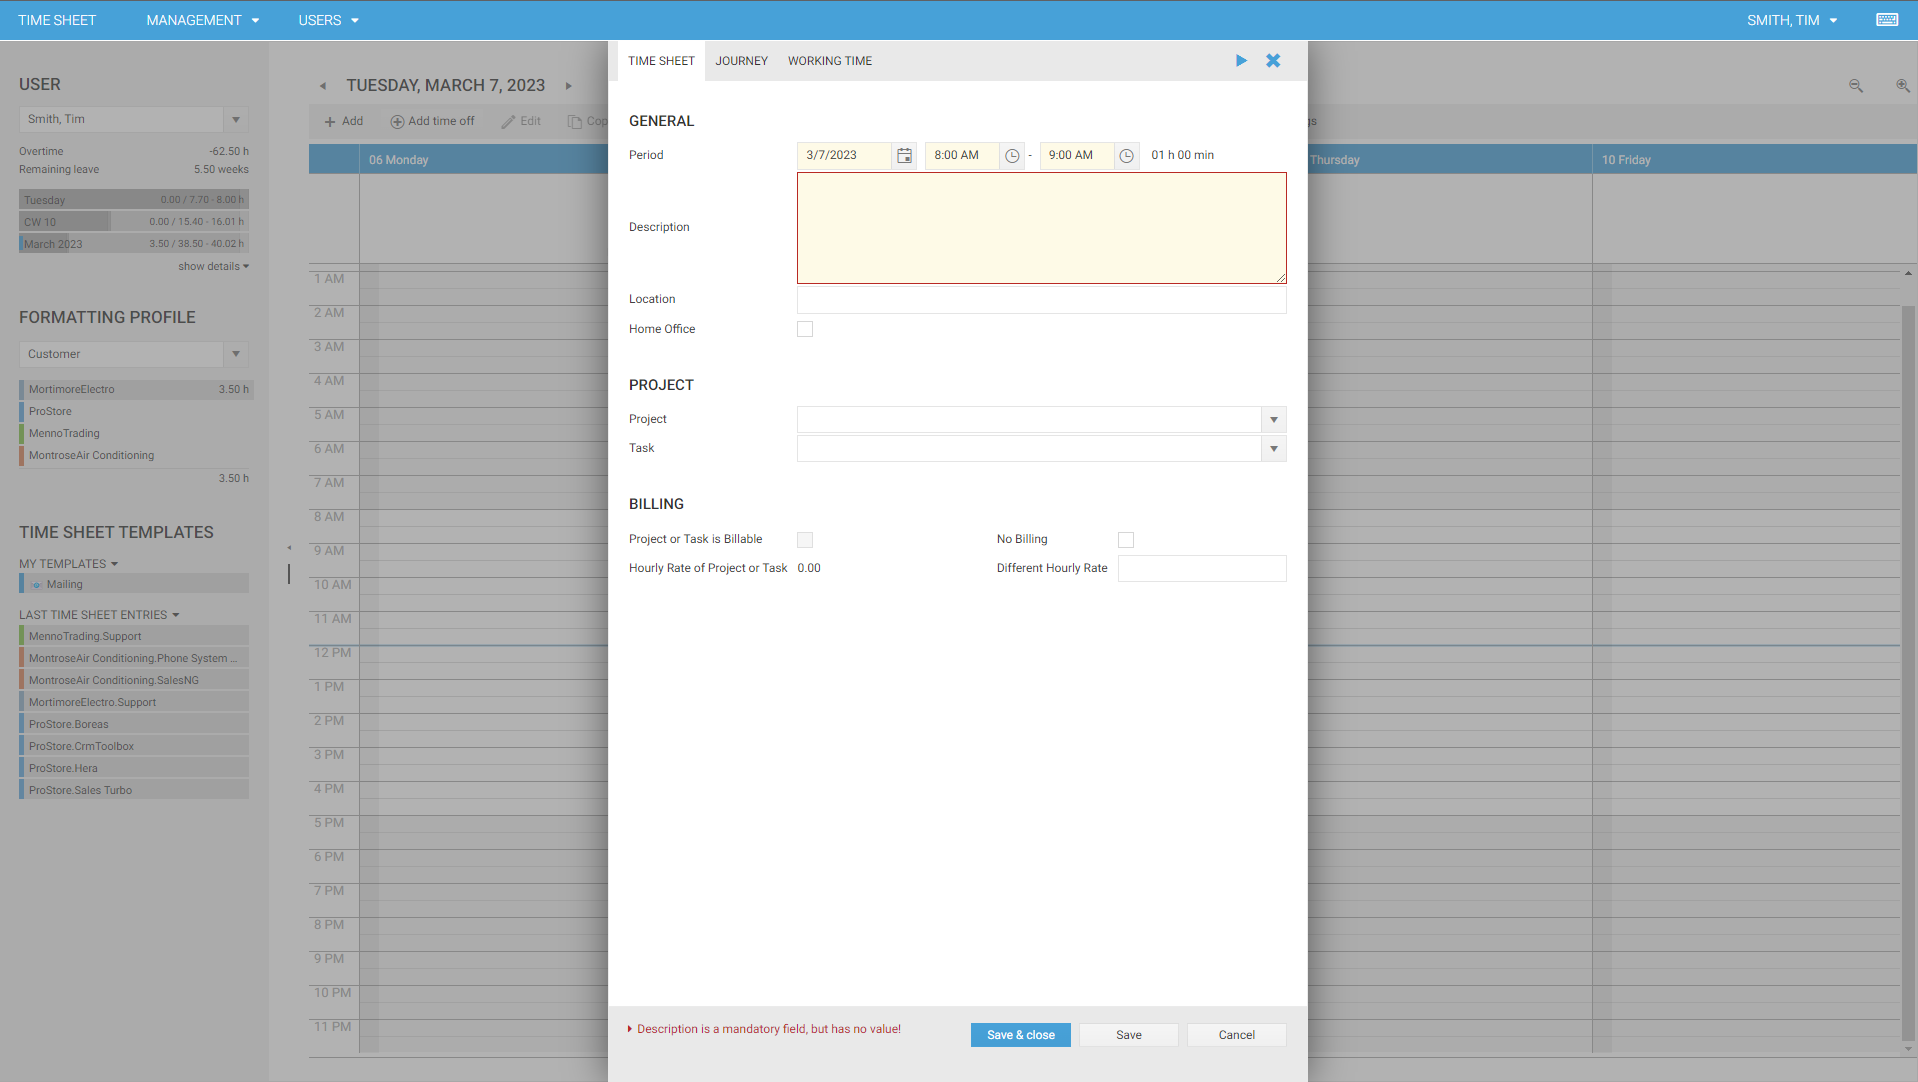 TIME SHEET
MANAGEMENT
USERS
SMITH, TIM
USER
Smith, Tim
Overtime -62.50 h
Remaining leave 5.50 weeks
Tuesday 0.00 / 7.70 - 8.00 h
CW 10 0.00 / 15.40 - 16.01 h
March 2023 3.50 / 38.50 - 40.02 h
show details
FORMATTING PROFILE
Customer
MortimoreElectro 3.50 h
ProStore
MennoTrading
MontroseAir Conditioning
3.50 h
TIME SHEET TEMPLATES
MY TEMPLATES
Mailing
LAST TIME SHEET ENTRIES
MennoTrading.Support
MontroseAir Conditioning.Phone System ...
MontroseAir Conditioning.SalesNG
MortimoreElectro.Support
ProStore.Boreas
ProStore.CrmToolbox
ProStore.Hera
ProStore.Sales Turbo
TUESDAY, MARCH 7, 2023
Add
Add time off
Edit
Cop
gs
06 Monday
Thursday
10 Friday
1 AM
2 AM
3 AM
4 AM
5 AM
6 AM
7 AM
8 AM
9 AM
10 AM
11 AM
12 PM
1 PM
2 PM
3 PM
4 PM
5 PM
6 PM
7 PM
8 PM
9 PM
10 PM
11 PM
TIME SHEET
JOURNEY
WORKING TIME
GENERAL
Period 3/7/2023 8:00 AM - 9:00 AM 01 h 00 min
Description
Location
Home Office
PROJECT
Project
Task
BILLING
Project or Task is Billable
No Billing
Hourly Rate of Project or Task 0.00
Different Hourly Rate
Description is a mandatory field, but has no value!
Save & close
Save
Cancel